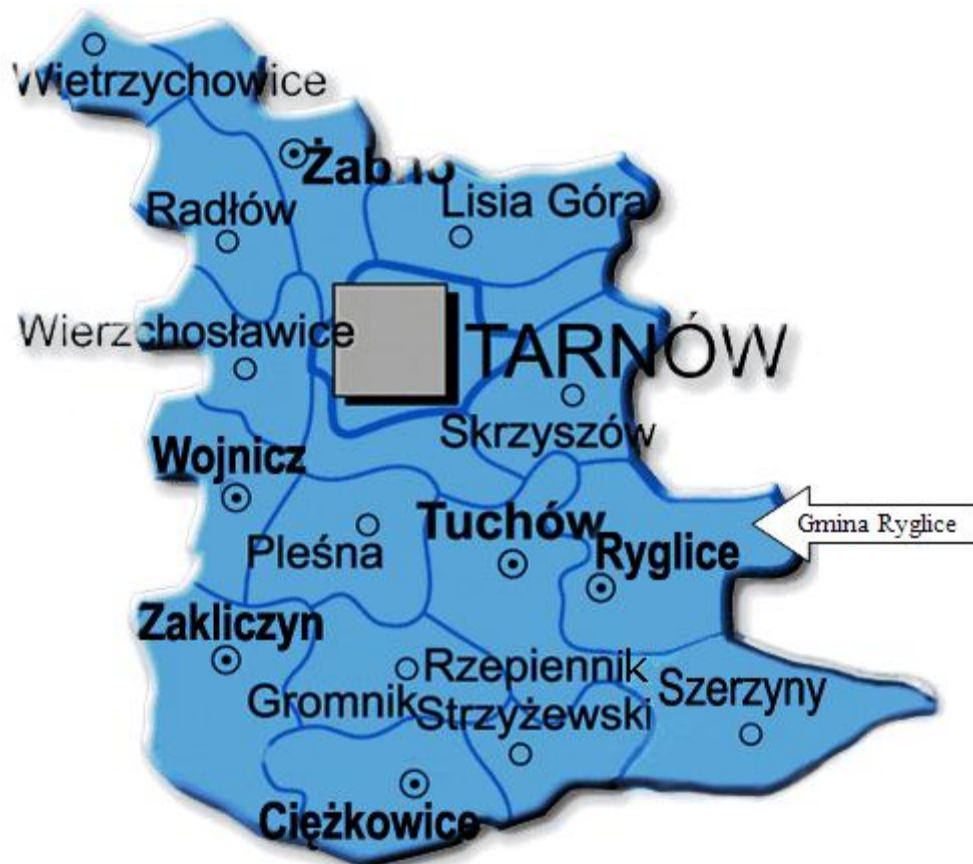 Wietrzychowice
Żabno
Radłów
Lisia Góra
Wierzchosławice
TARNÓW
Skrzyszów
Wojnicz
Tuchów
Gmina Ryglice
Pleśna
Ryglice
Zakliczyn
Rzepiennik
Strzyżewski
Szerzyny
Gromnik
Ciężkowice